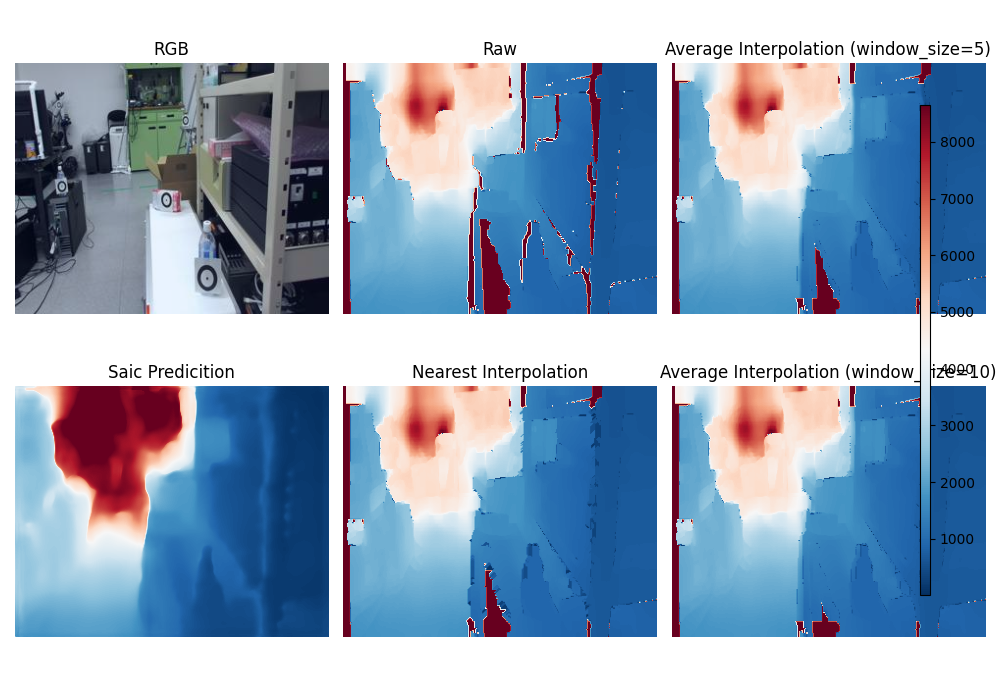 RGB
Raw
Average Interpolation (window_size=5)
8000
7000
6000
5000
4000
3000
2000
1000
Saic Predicition
Nearest Interpolation
Average Interpolation (window_size=10)